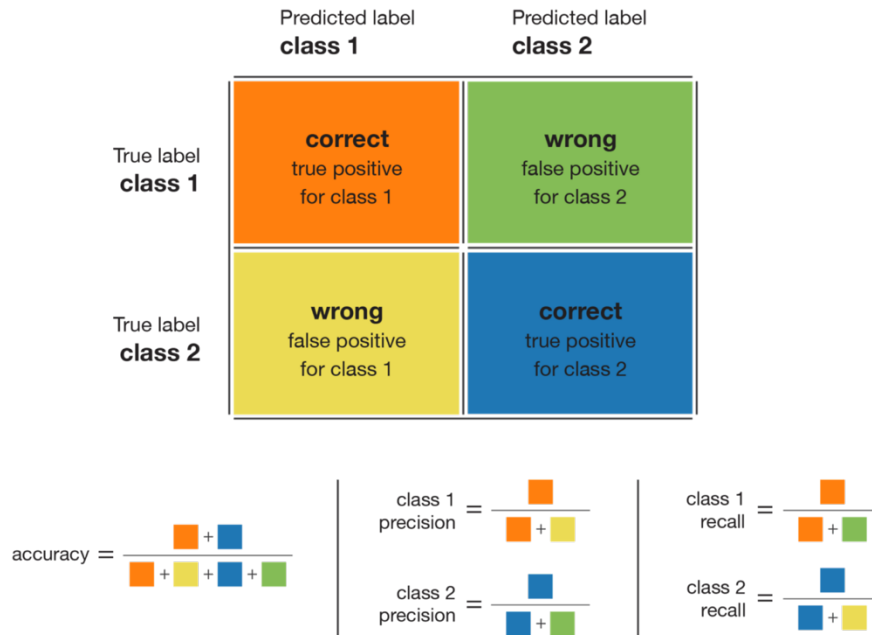 Predicted label
class 1
Predicted label
class 2
True label
class 1
correct
true positive
for class 1
wrong
false positive
for class 2
True label
class 2
wrong
false positive
for class 1
correct
true positive
for class 2
accuracy =
+
+ + +
class 1
precision
=
+
class 2
precision
=
+
class 1
recall
=
+
class 2
recall
=
+